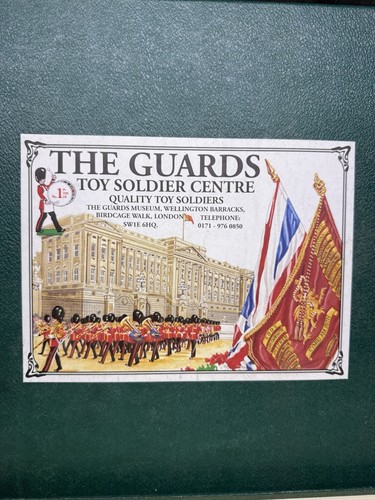 THE GUARDS
TOY SOLDIER CENTRE
QUALITY TOY SOLDIERS
THE GUARDS MUSEUM, WELLINGTON BARRACKS,
BIRDCAGE WALK, LONDON TELEPHONE:
SW1E 6HQ. 0171 - 976 0850